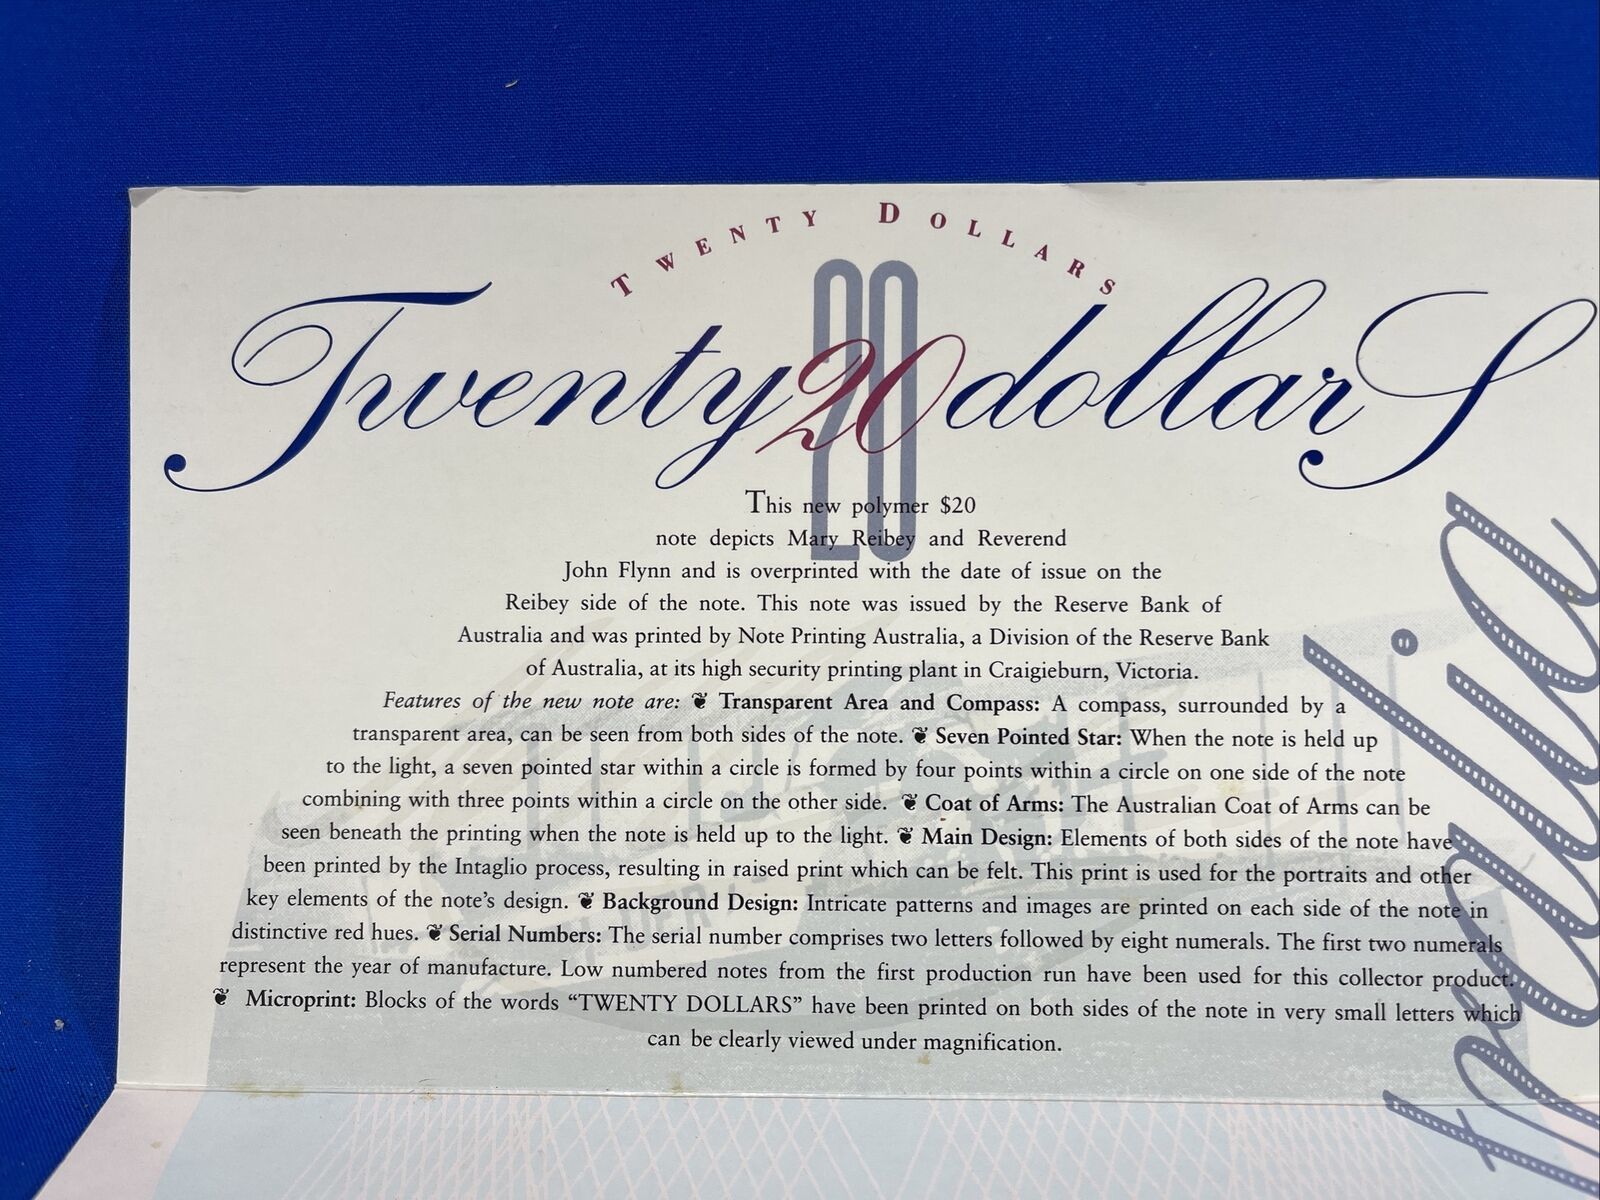 TWENTY DOLLARS
20
Twenty 20 dollarS
This new polymer $20
note depicts Mary Reibey and Reverend
John Flynn and is overprinted with the date of issue on the
Reibey side of the note. This note was issued by the Reserve Bank of
Australia and was printed by Note Printing Australia, a Division of the Reserve Bank
of Australia, at its high security printing plant in Craigieburn, Victoria.
Features of the new note are: ❦ Transparent Area and Compass: A compass, surrounded by a
transparent area, can be seen from both sides of the note. ❦ Seven Pointed Star: When the note is held up
to the light, a seven pointed star within a circle is formed by four points within a circle on one side of the note
combining with three points within a circle on the other side. ❦ Coat of Arms: The Australian Coat of Arms can be
seen beneath the printing when the note is held up to the light. ❦ Main Design: Elements of both sides of the note have
been printed by the Intaglio process, resulting in raised print which can be felt. This print is used for the portraits and other
key elements of the note's design. ❦ Background Design: Intricate patterns and images are printed on each side of the note in
distinctive red hues. ❦ Serial Numbers: The serial number comprises two letters followed by eight numerals. The first two numerals
represent the year of manufacture. Low numbered notes from the first production run have been used for this collector product.
❦ Microprint: Blocks of the words “TWENTY DOLLARS” have been printed on both sides of the note in very small letters which
can be clearly viewed under magnification.
tralia